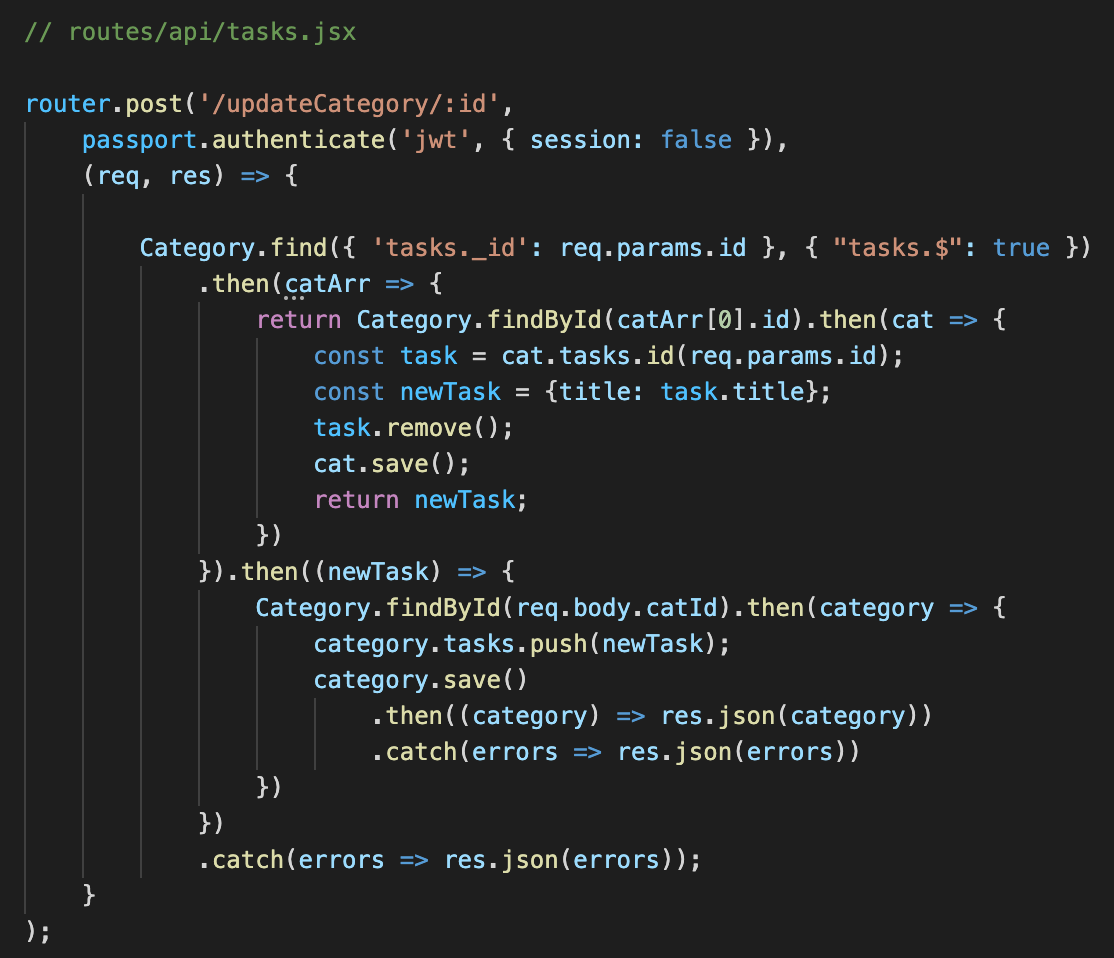 // routes/api/tasks.jsx
router.post('/updateCategory/:id',
passport.authenticate('jwt', { session: false }),
(req, res) => {
Category.find({ 'tasks._id': req.params.id }, { "tasks.$": true })
.then(catArr => {
return Category.findById(catArr[0].id).then(cat => {
const task = cat.tasks.id(req.params.id);
const newTask = {title: task.title};
task.remove();
cat.save();
return newTask;
})
}).then((newTask) => {
Category.findById(req.body.catId).then(category => {
category.tasks.push(newTask);
category.save()
.then((category) => res.json(category))
.catch(errors => res.json(errors))
})
})
.catch(errors => res.json(errors));
}
);